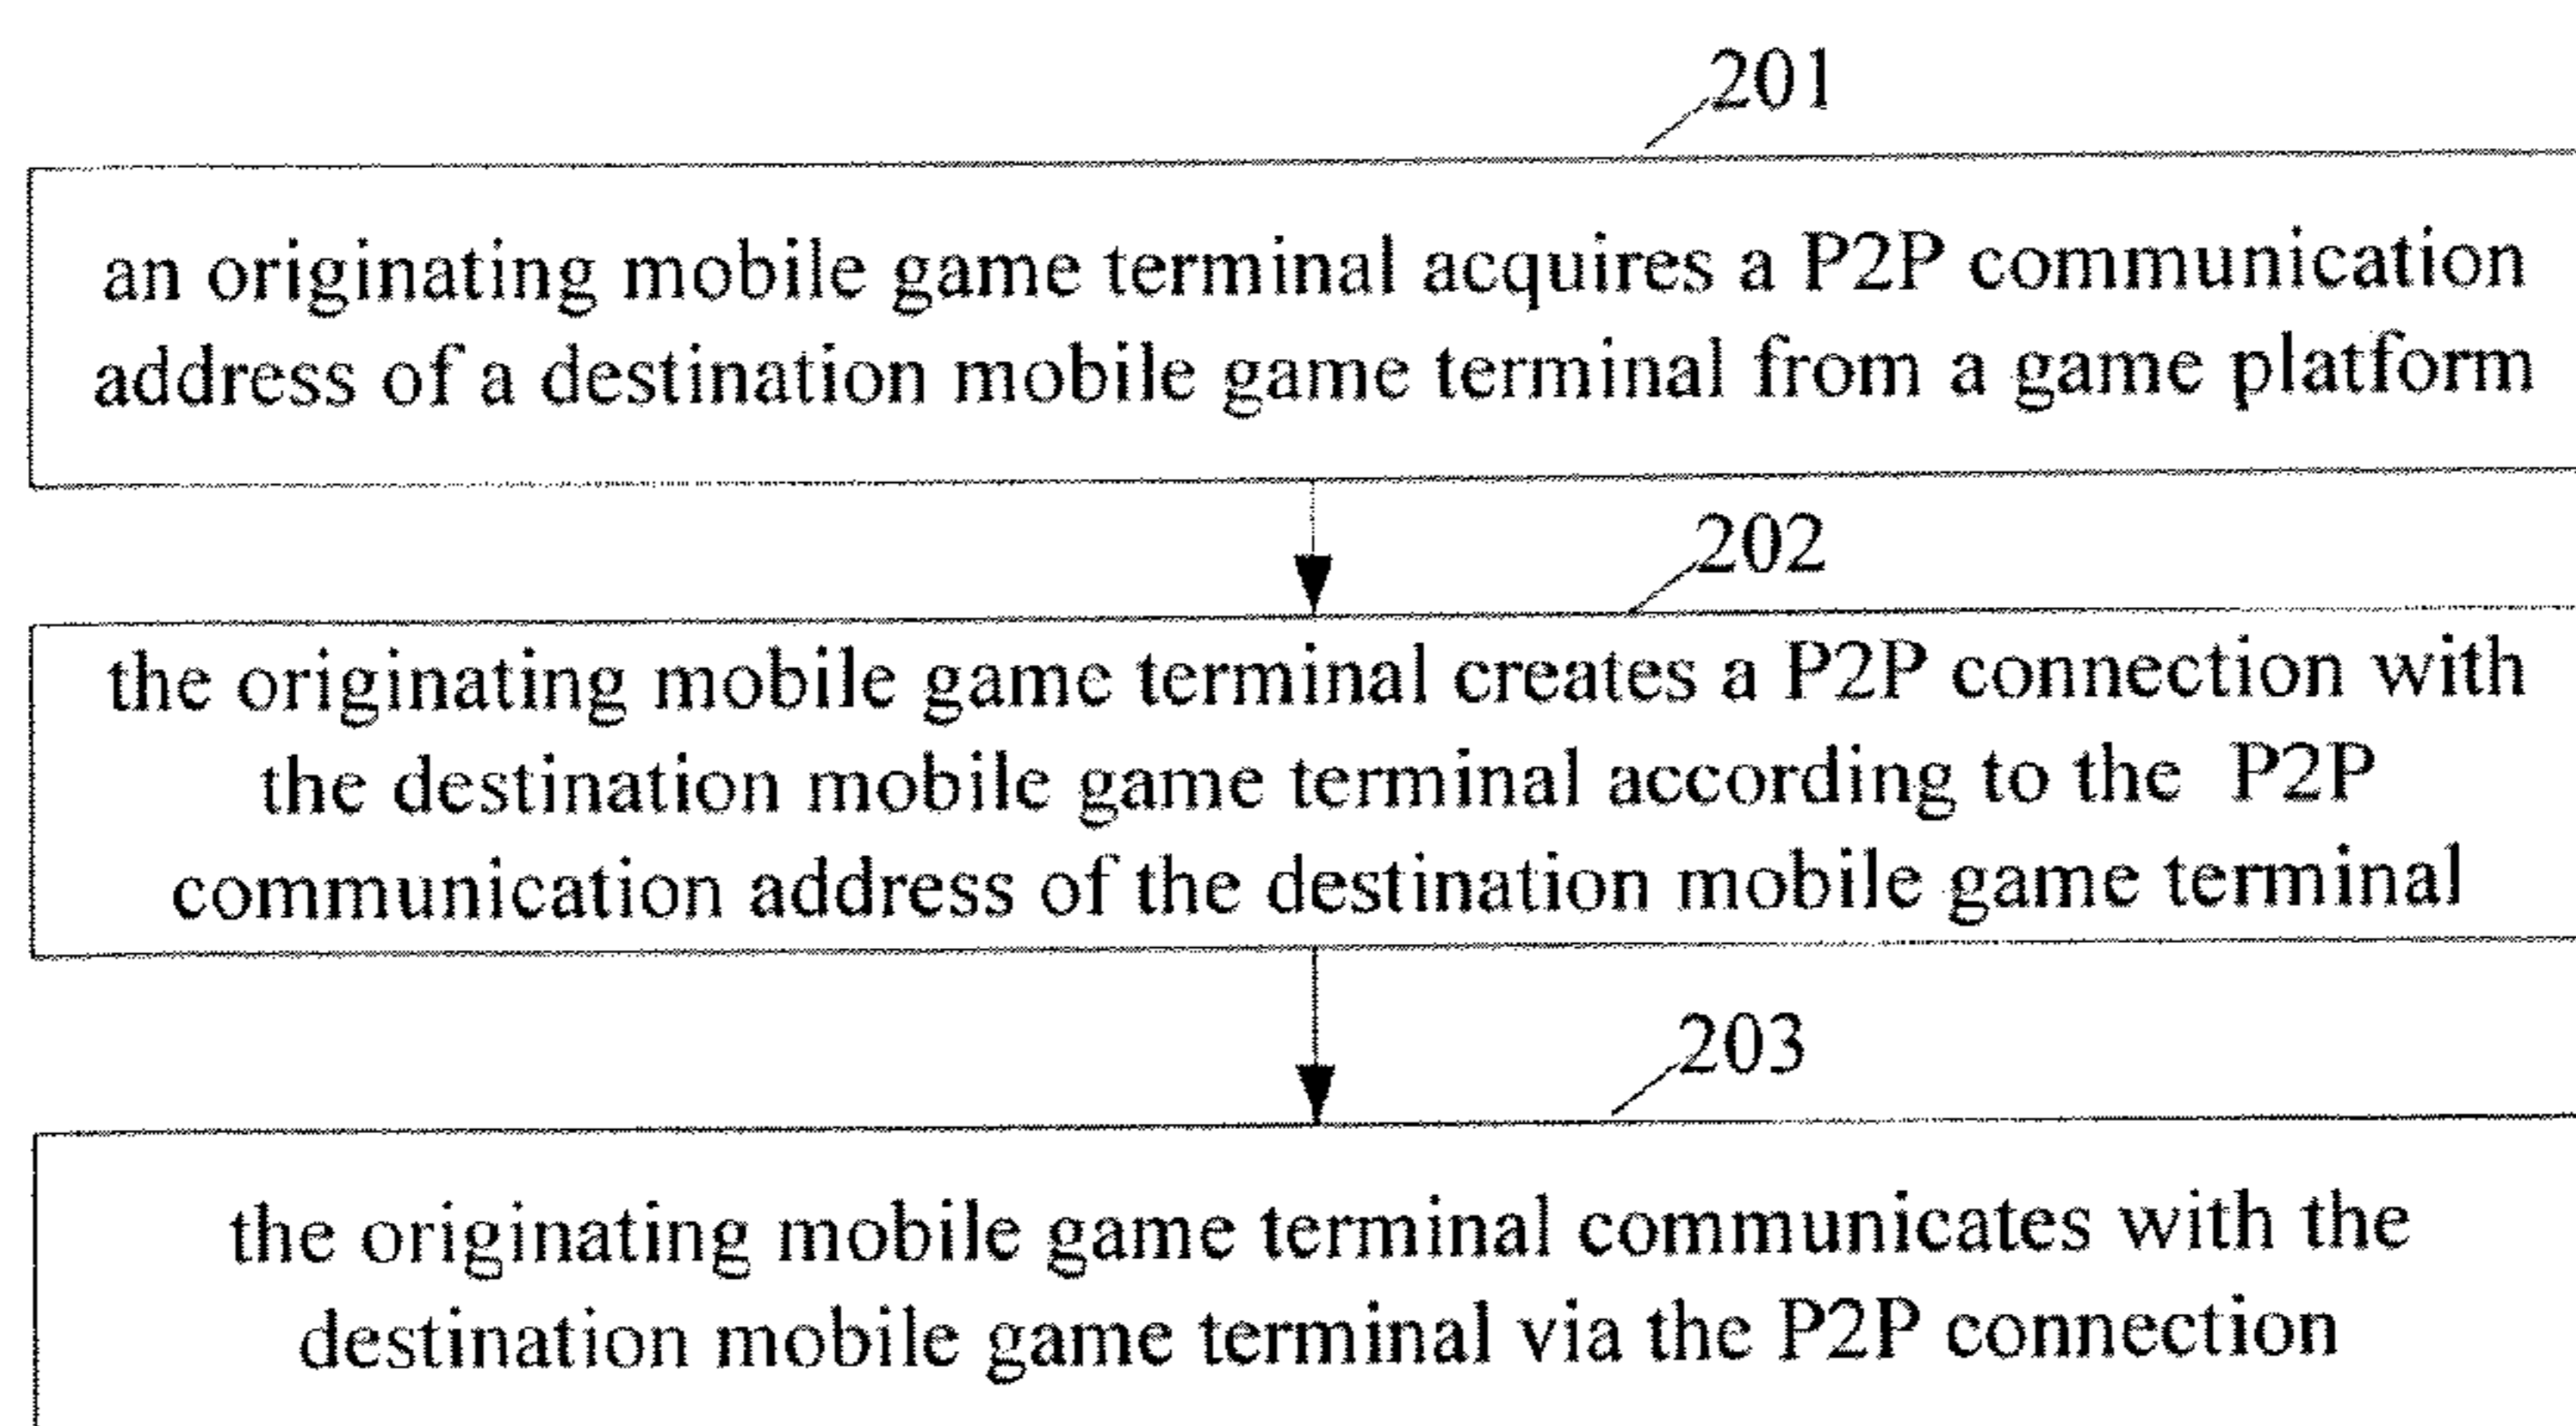 201
an originating mobile game terminal acquires a P2P communication
address of a destination mobile game terminal from a game platform
202
the originating mobile game terminal creates a P2P connection with
the destination mobile game terminal according to the P2P
communication address of the destination mobile game terminal
203
the originating mobile game terminal communicates with the
destination mobile game terminal via the P2P connection